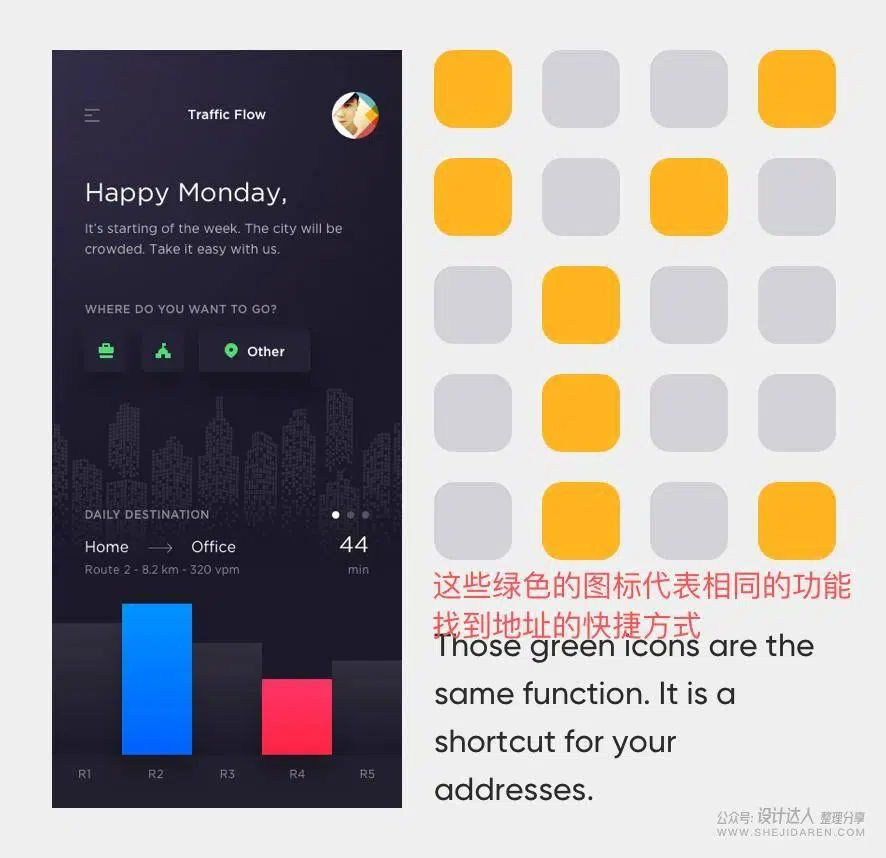 Traffic Flow
Happy Monday,
It's starting of the week. The city will be
crowded. Take it easy with us.
WHERE DO YOU WANT TO GO?
Other
DAILY DESTINATION
Home → Office
44
Route 2 - 8.2 km - 320 vpm
min
R1 R2 R3 R4 R5
这些绿色的图标代表相同的功能
找到地址的快捷方式
Those green icons are the
same function. It is a
shortcut for your
addresses.
公众号: 设计达人 整理分享
WWW.SHEJIDAREN.COM